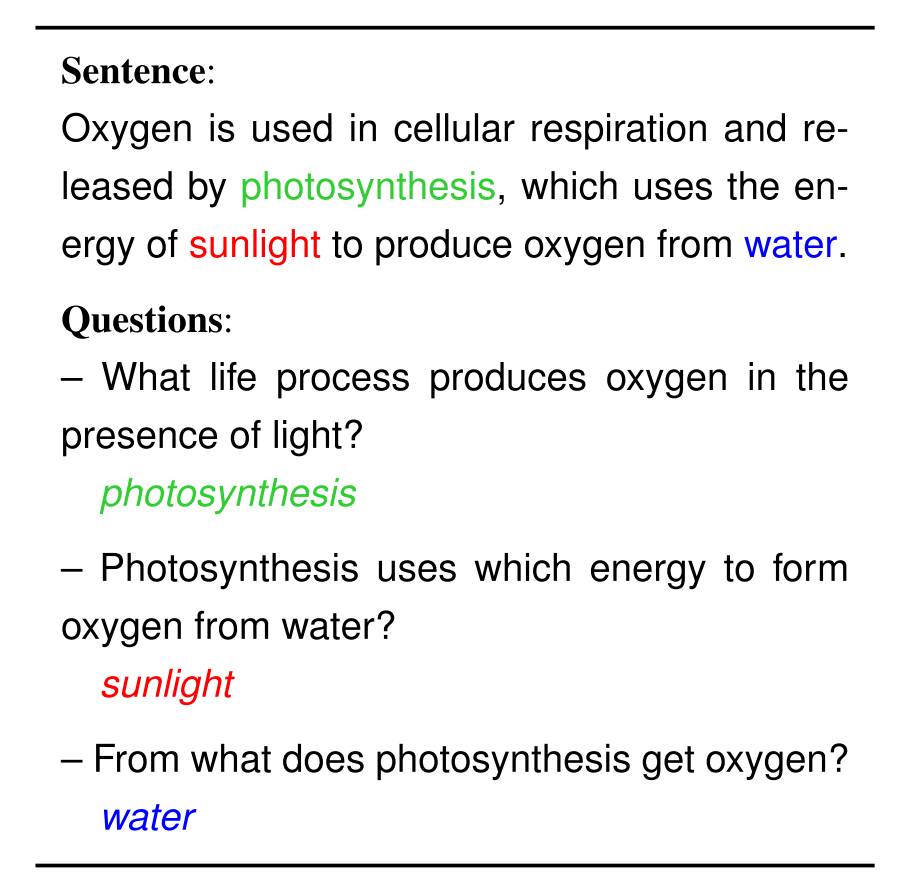 Sentence:
Oxygen is used in cellular respiration and re-
leased by photosynthesis, which uses the en-
ergy of sunlight to produce oxygen from water.
Questions:
– What life process produces oxygen in the
presence of light?
photosynthesis
– Photosynthesis uses which energy to form
oxygen from water?
sunlight
– From what does photosynthesis get oxygen?
water